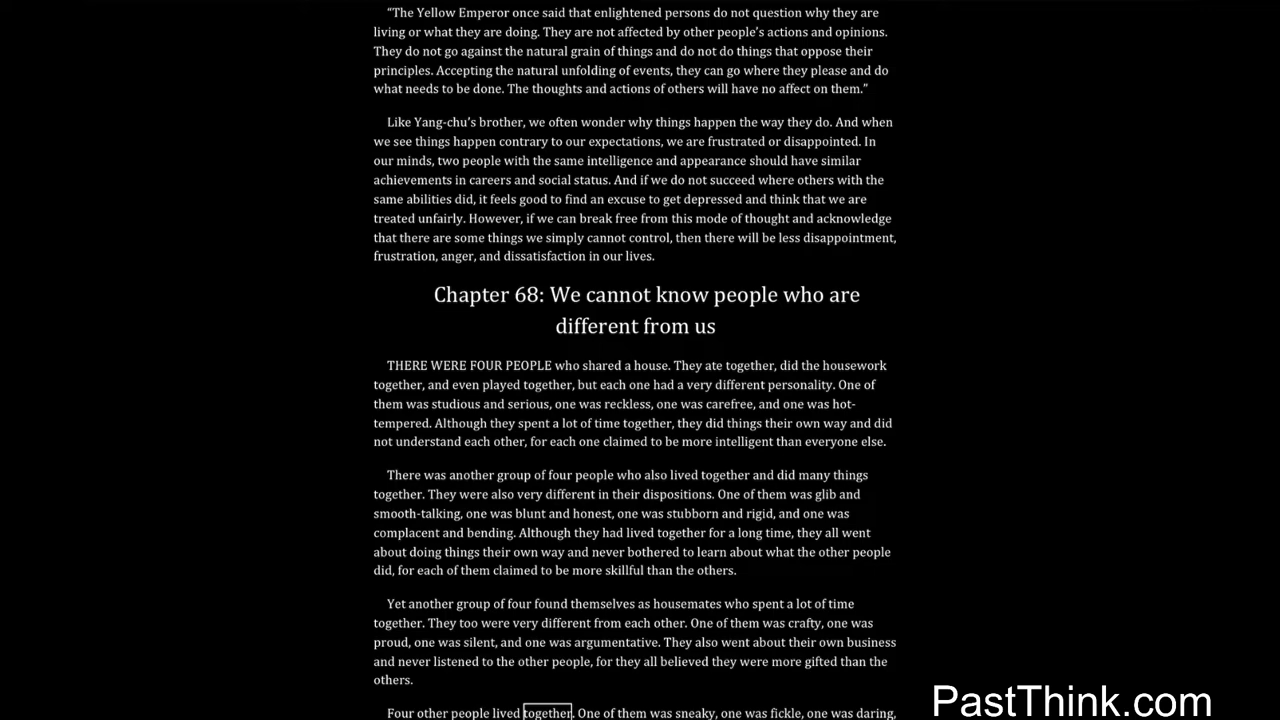 “The Yellow Emperor once said that enlightened persons do not question why they are
living or what they are doing. They are not affected by other people’s actions and opinions.
They do not go against the natural grain of things and do not do things that oppose their
principles. Accepting the natural unfolding of events, they can go where they please and do
what needs to be done. The thoughts and actions of others will have no affect on them.”
Like Yang-chu’s brother, we often wonder why things happen the way they do. And when
we see things happen contrary to our expectations, we are frustrated or disappointed. In
our minds, two people with the same intelligence and appearance should have similar
achievements in careers and social status. And if we do not succeed where others with the
same abilities did, it feels good to find an excuse to get depressed and think that we are
treated unfairly. However, if we can break free from this mode of thought and acknowledge
that there are some things we simply cannot control, then there will be less disappointment,
frustration, anger, and dissatisfaction in our lives.
Chapter 68: We cannot know people who are
different from us
THERE WERE FOUR PEOPLE who shared a house. They ate together, did the housework
together, and even played together, but each one had a very different personality. One of
them was studious and serious, one was reckless, one was carefree, and one was hot-
tempered. Although they spent a lot of time together, they did things their own way and did
not understand each other, for each one claimed to be more intelligent than everyone else.
There was another group of four people who also lived together and did many things
together. They were also very different in their dispositions. One of them was glib and
smooth-talking, one was blunt and honest, one was stubborn and rigid, and one was
complacent and bending. Although they had lived together for a long time, they all went
about doing things their own way and never bothered to learn about what the other people
did, for each of them claimed to be more skillful than the others.
Yet another group of four found themselves as housemates who spent a lot of time
together. They too were very different from each other. One of them was crafty, one was
proud, one was silent, and one was argumentative. They also went about their own business
and never listened to the other people, for they all believed they were more gifted than the
others.
Four other people lived together. One of them was sneaky, one was fickle, one was daring,
PastThink.com